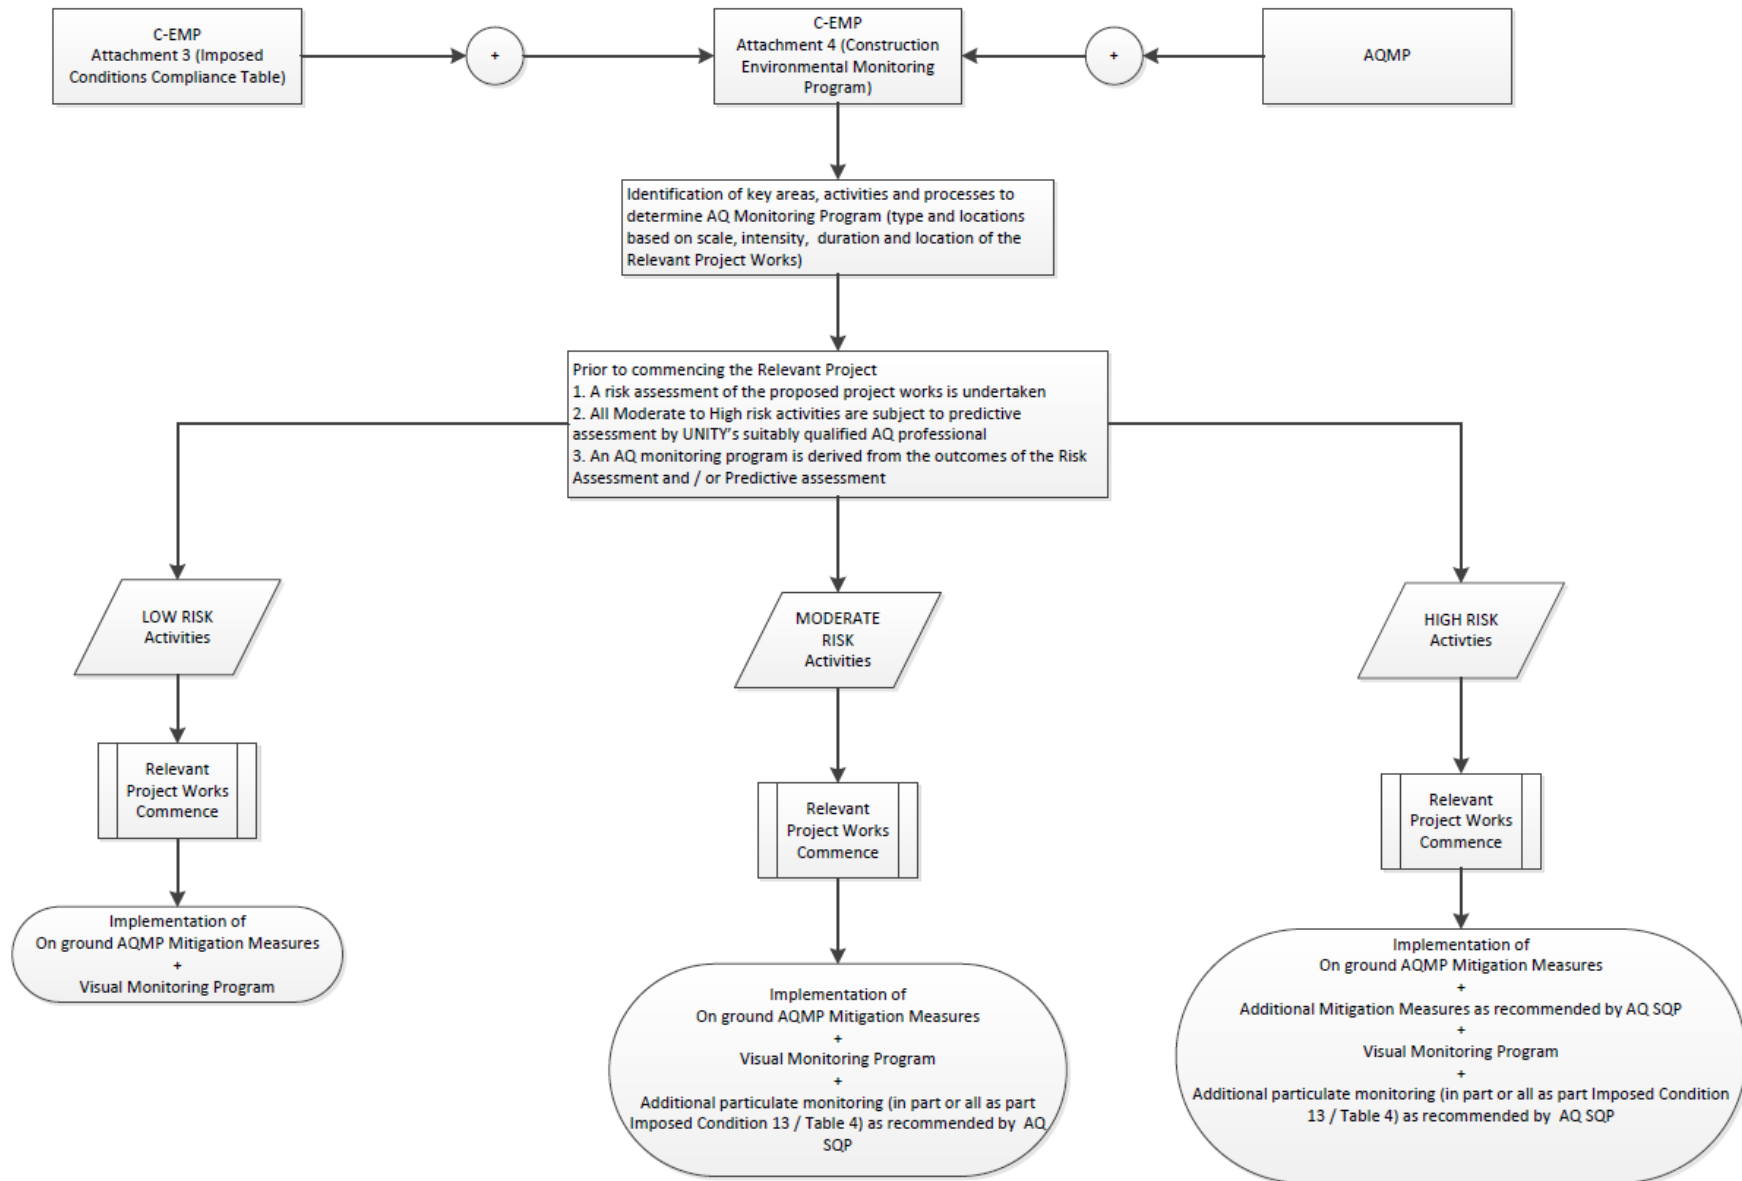 C-EMP
Attachment 3 (Imposed
Conditions Compliance Table)
+
C-EMP
Attachment 4 (Construction
Environmental Monitoring
Program)
+
AQMP
Identification of key areas, activities and processes to
determine AQ Monitoring Program (type and locations
based on scale, intensity, duration and location of the
Relevant Project Works)
Prior to commencing the Relevant Project
1. A risk assessment of the proposed project works is undertaken
2. All Moderate to High risk activities are subject to predictive
assessment by UNITY's suitably qualified AQ professional
3. An AQ monitoring program is derived from the outcomes of the Risk
Assessment and / or Predictive assessment
LOW RISK
Activities
MODERATE
RISK
Activities
HIGH RISK
Activties
Relevant
Project Works
Commence
Relevant
Project Works
Commence
Relevant
Project Works
Commence
Implementation of
On ground AQMP Mitigation Measures
+
Visual Monitoring Program
Implementation of
On ground AQMP Mitigation Measures
+
Visual Monitoring Program
+
Additional particulate monitoring (in part or all as part
Imposed Condition 13 / Table 4) as recommended by AQ
SQP
Implementation of
On ground AQMP Mitigation Measures
+
Additional Mitigation Measures as recommended by AQ SQP
+
Visual Monitoring Program
+
Additional particulate monitoring (in part or all as part Imposed Condition
13 / Table 4) as recommended by AQ SQP